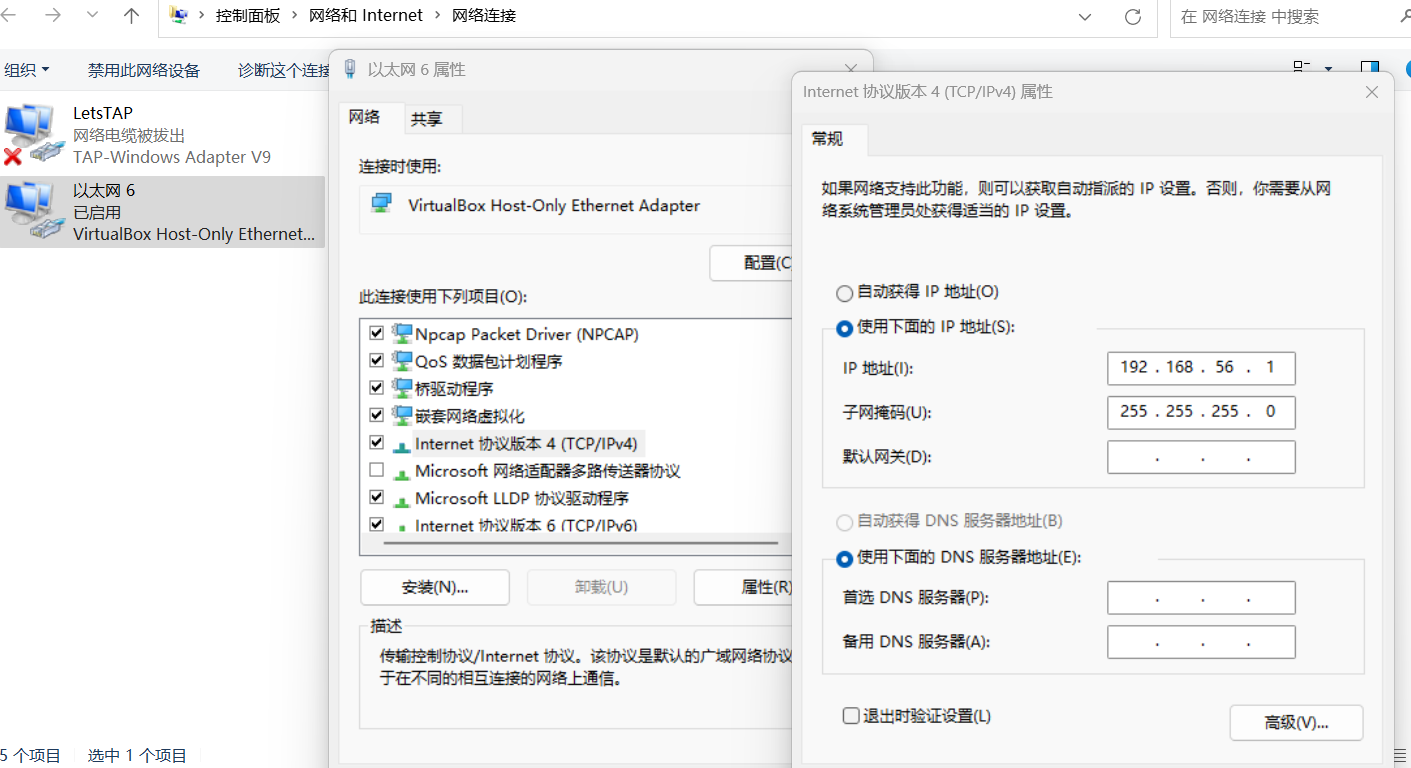 控制面板 › 网络和 Internet › 网络连接
在 网络连接 中搜索
组织
禁用此网络设备
诊断这个连接
LetsTAP
网络电缆被拔出
TAP-Windows Adapter V9
以太网 6
已启用
VirtualBox Host-Only Ethernet...
5 个项目
选中 1 个项目
以太网 6 属性
网络
共享
连接时使用:
VirtualBox Host-Only Ethernet Adapter
配置(C
此连接使用下列项目(O):
Npcap Packet Driver (NPCAP)
QoS 数据包计划程序
桥驱动程序
嵌套网络虚拟化
Internet 协议版本 4 (TCP/IPv4)
Microsoft 网络适配器多路传送器协议
Microsoft LLDP 协议驱动程序
Internet 协议版本 6 (TCP/IPv6)
安装(N)...
卸载(U)
属性(R)
描述
传输控制协议/Internet 协议。该协议是默认的广域网络协议
于在不同的相互连接的网络上通信。
Internet 协议版本 4 (TCP/IPv4) 属性
常规
如果网络支持此功能，则可以获取自动指派的 IP 设置。否则，你需要从网
络系统管理员处获得适当的 IP 设置。
自动获得 IP 地址(O)
使用下面的 IP 地址(S):
IP 地址(I):
192 . 168 . 56 . 1
子网掩码(U):
255 . 255 . 255 . 0
默认网关(D):
. . .
自动获得 DNS 服务器地址(B)
使用下面的 DNS 服务器地址(E):
首选 DNS 服务器(P):
. . .
备用 DNS 服务器(A):
. . .
退出时验证设置(L)
高级(V)...